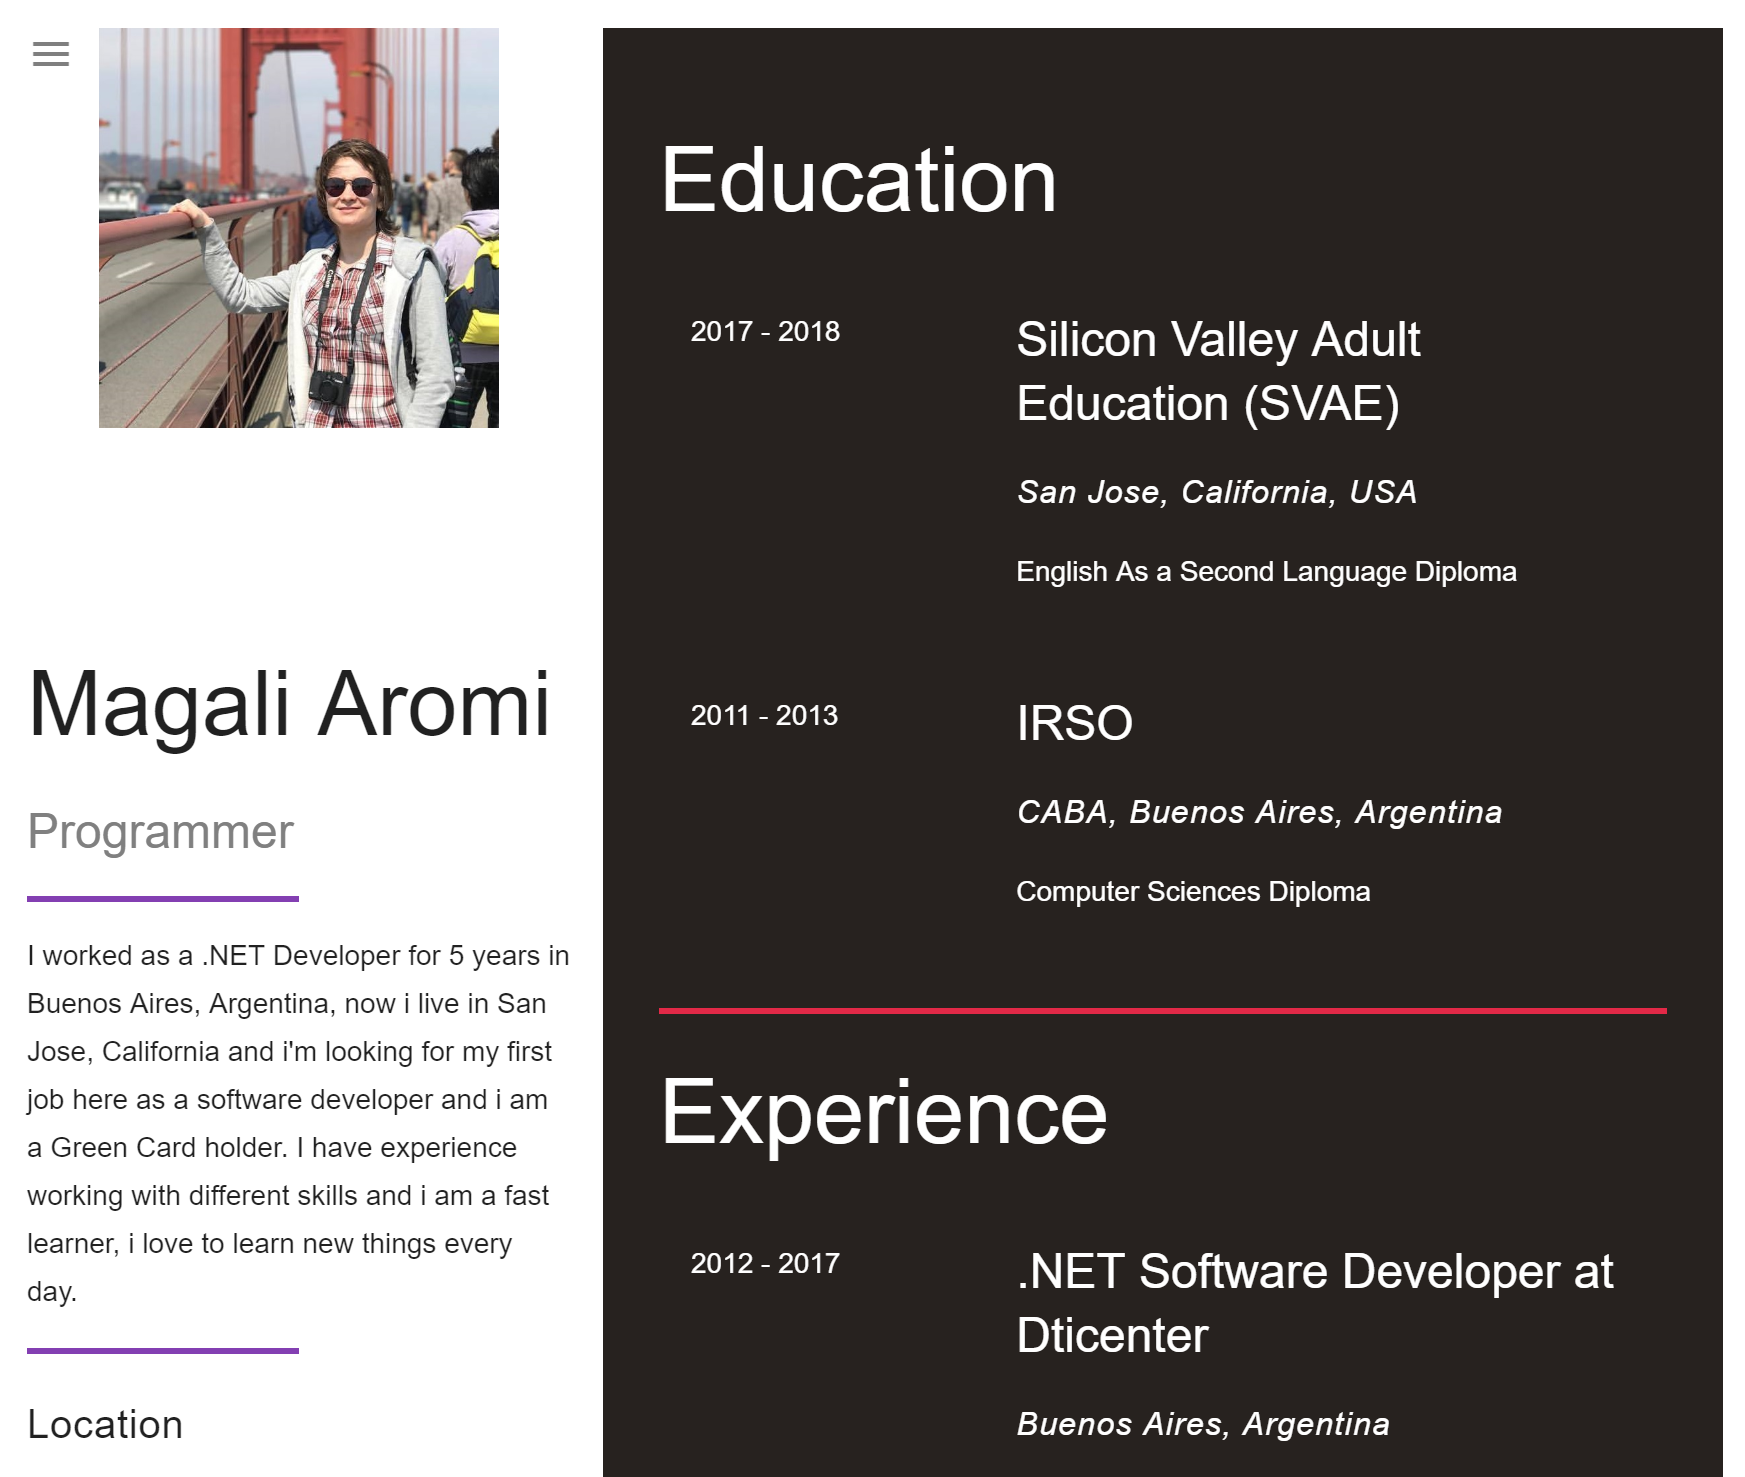 Magali Aromi
Programmer
I worked as a .NET Developer for 5 years in
Buenos Aires, Argentina, now i live in San
Jose, California and i'm looking for my first
job here as a software developer and i am
a Green Card holder. I have experience
working with different skills and i am a fast
learner, i love to learn new things every
day.
Location
Education
2017 - 2018
Silicon Valley Adult
Education (SVAE)
San Jose, California, USA
English As a Second Language Diploma
2011 - 2013
IRSO
CABA, Buenos Aires, Argentina
Computer Sciences Diploma
Experience
2012 - 2017
.NET Software Developer at
Dticenter
Buenos Aires, Argentina